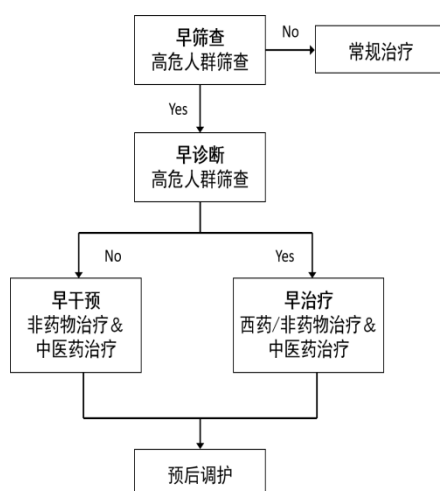 早筛查
高危人群筛查
No
常规治疗
Yes
早诊断
高危人群筛查
No
Yes
早干预
非药物治疗&
中医药治疗
早治疗
西药/非药物治疗&
中医药治疗
预后调护